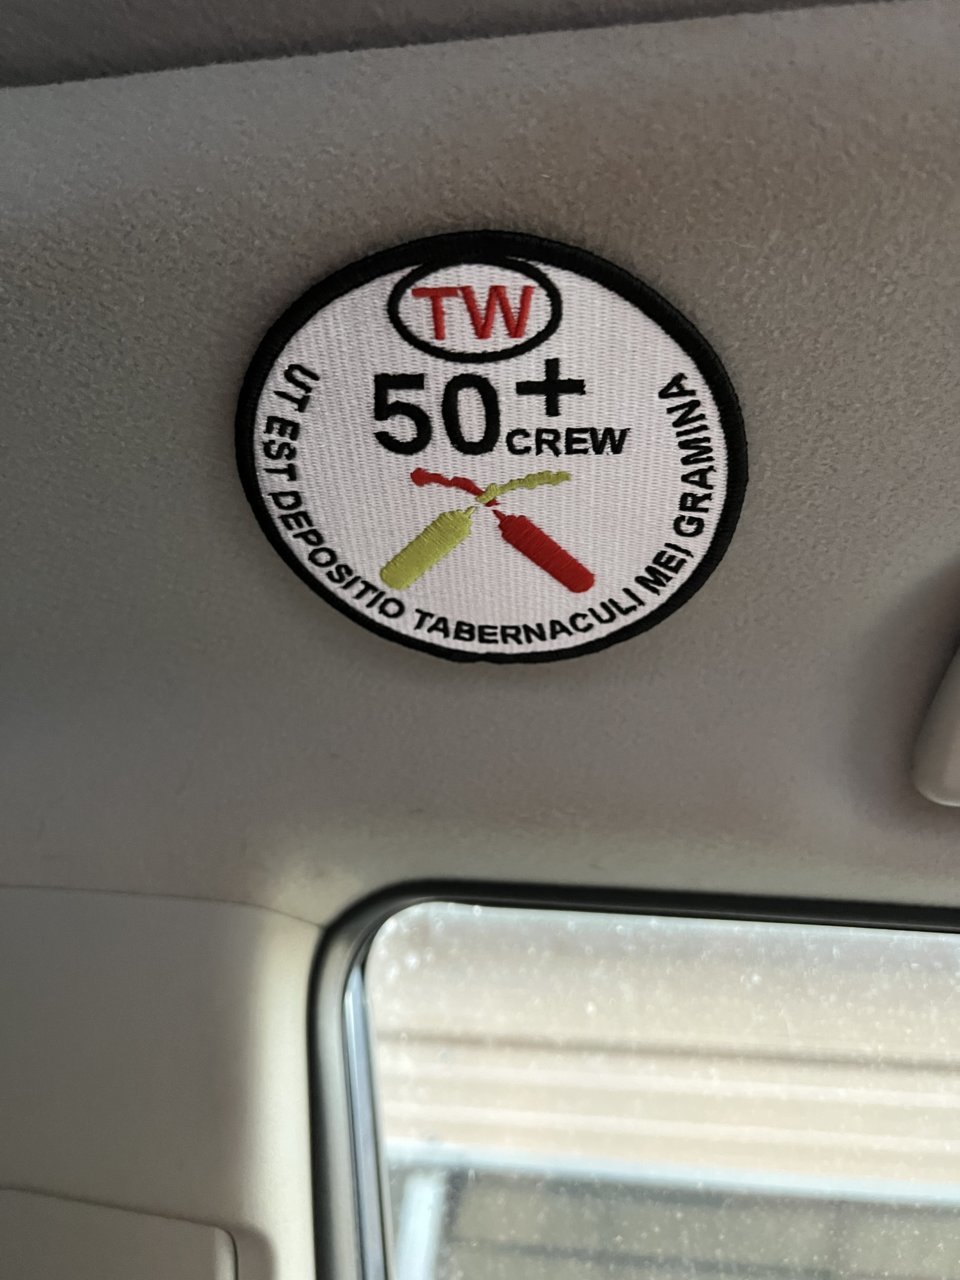 TW
50+
CREW
UT EST DEPOSITIO TABERNACULI MEI GRAMINA